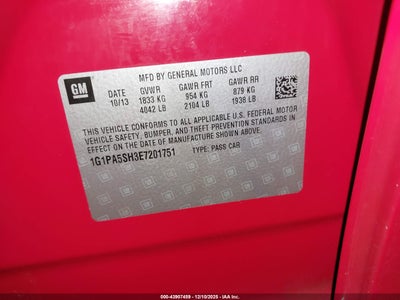 GM
MFD BY GENERAL MOTORS LLC
DATE GVWR GAWR FRT GAWR RR
10/13 1833 KG 954 KG 879 KG
4042 LB 2104 LB 1938 LB
THIS VEHICLE CONFORMS TO ALL APPLICABLE U.S. FEDERAL MOTOR
VEHICLE SAFETY, BUMPER, AND THEFT PREVENTION STANDARDS IN
EFFECT ON THE DATE OF MANUFACTURE SHOWN ABOVE.
1G1PA5SH3E7201751
TYPE: PASS CAR
000-43907459 - 12/10/2025 - IAAI.COM